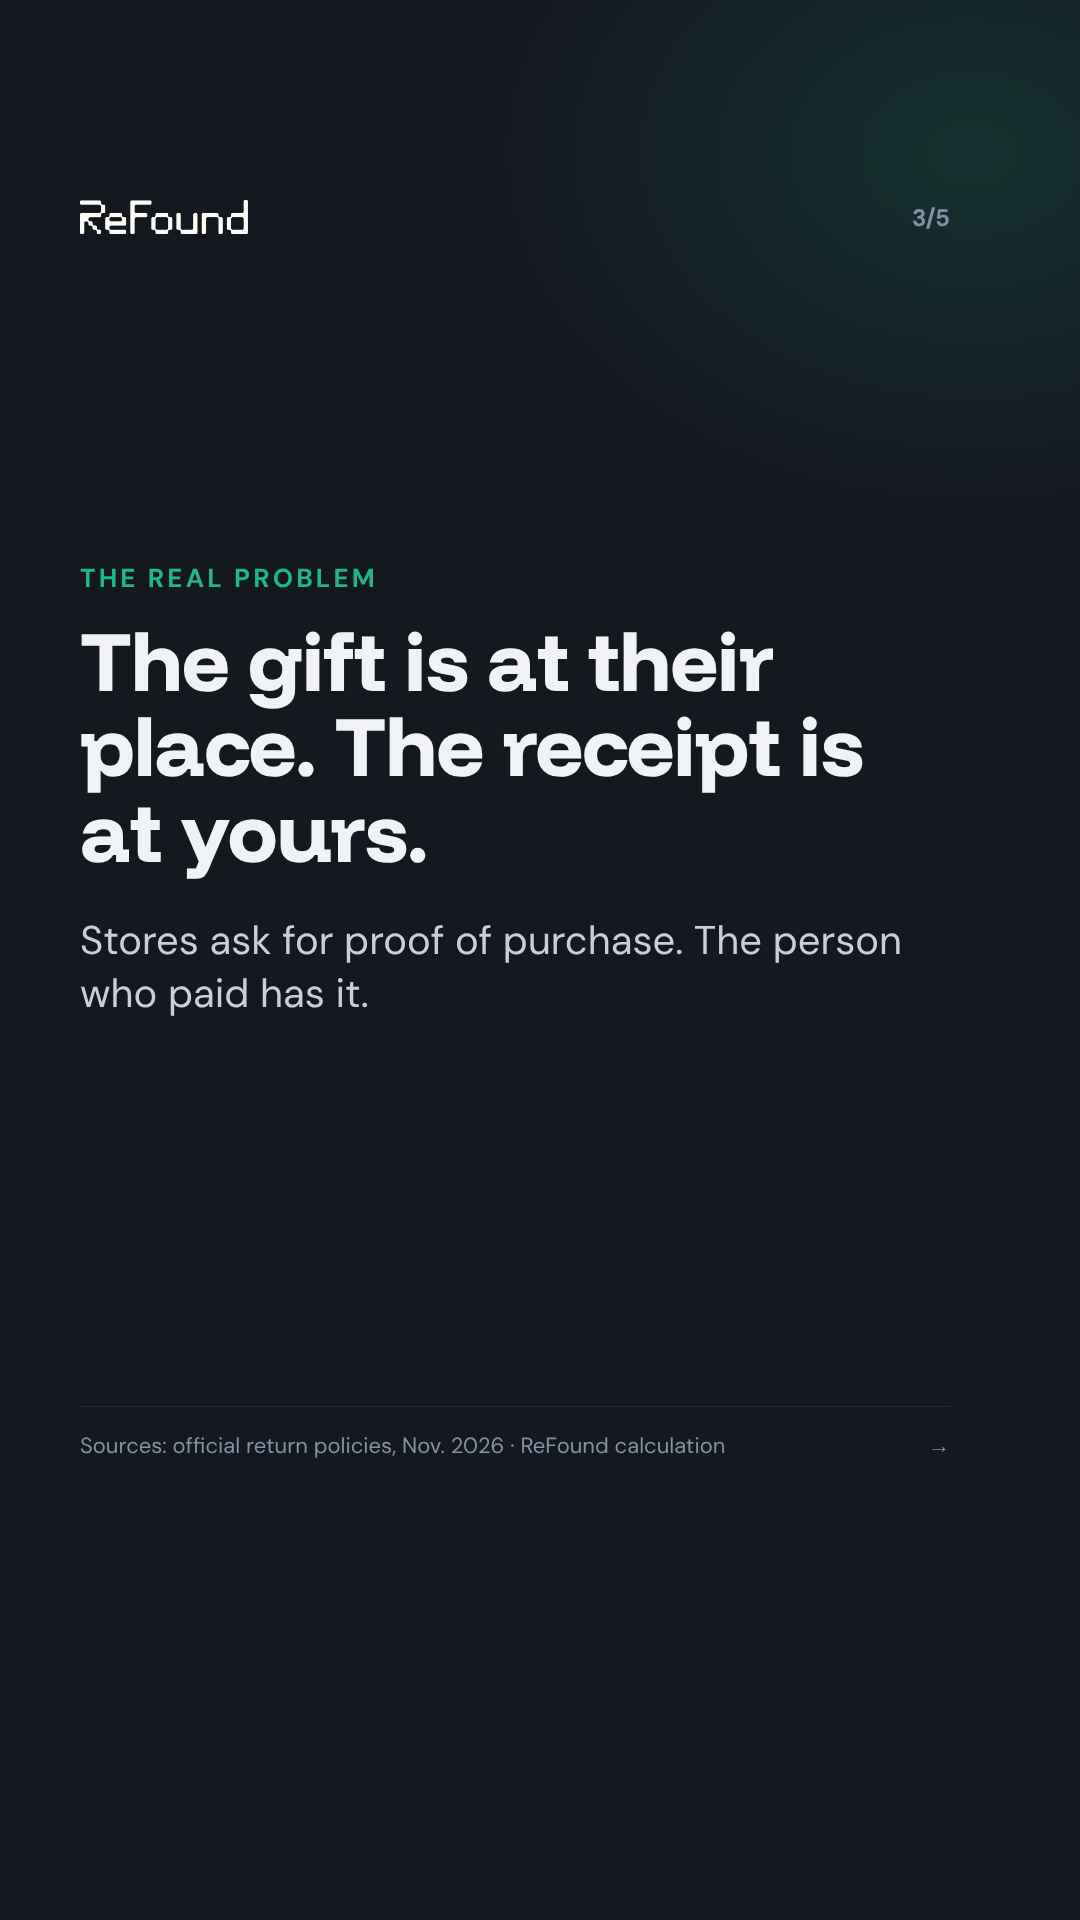 ReFound
3/5
THE REAL PROBLEM
The gift is at their
place. The receipt is
at yours.
Stores ask for proof of purchase. The person
who paid has it.
Sources: official return policies, Nov. 2026 · ReFound calculation →